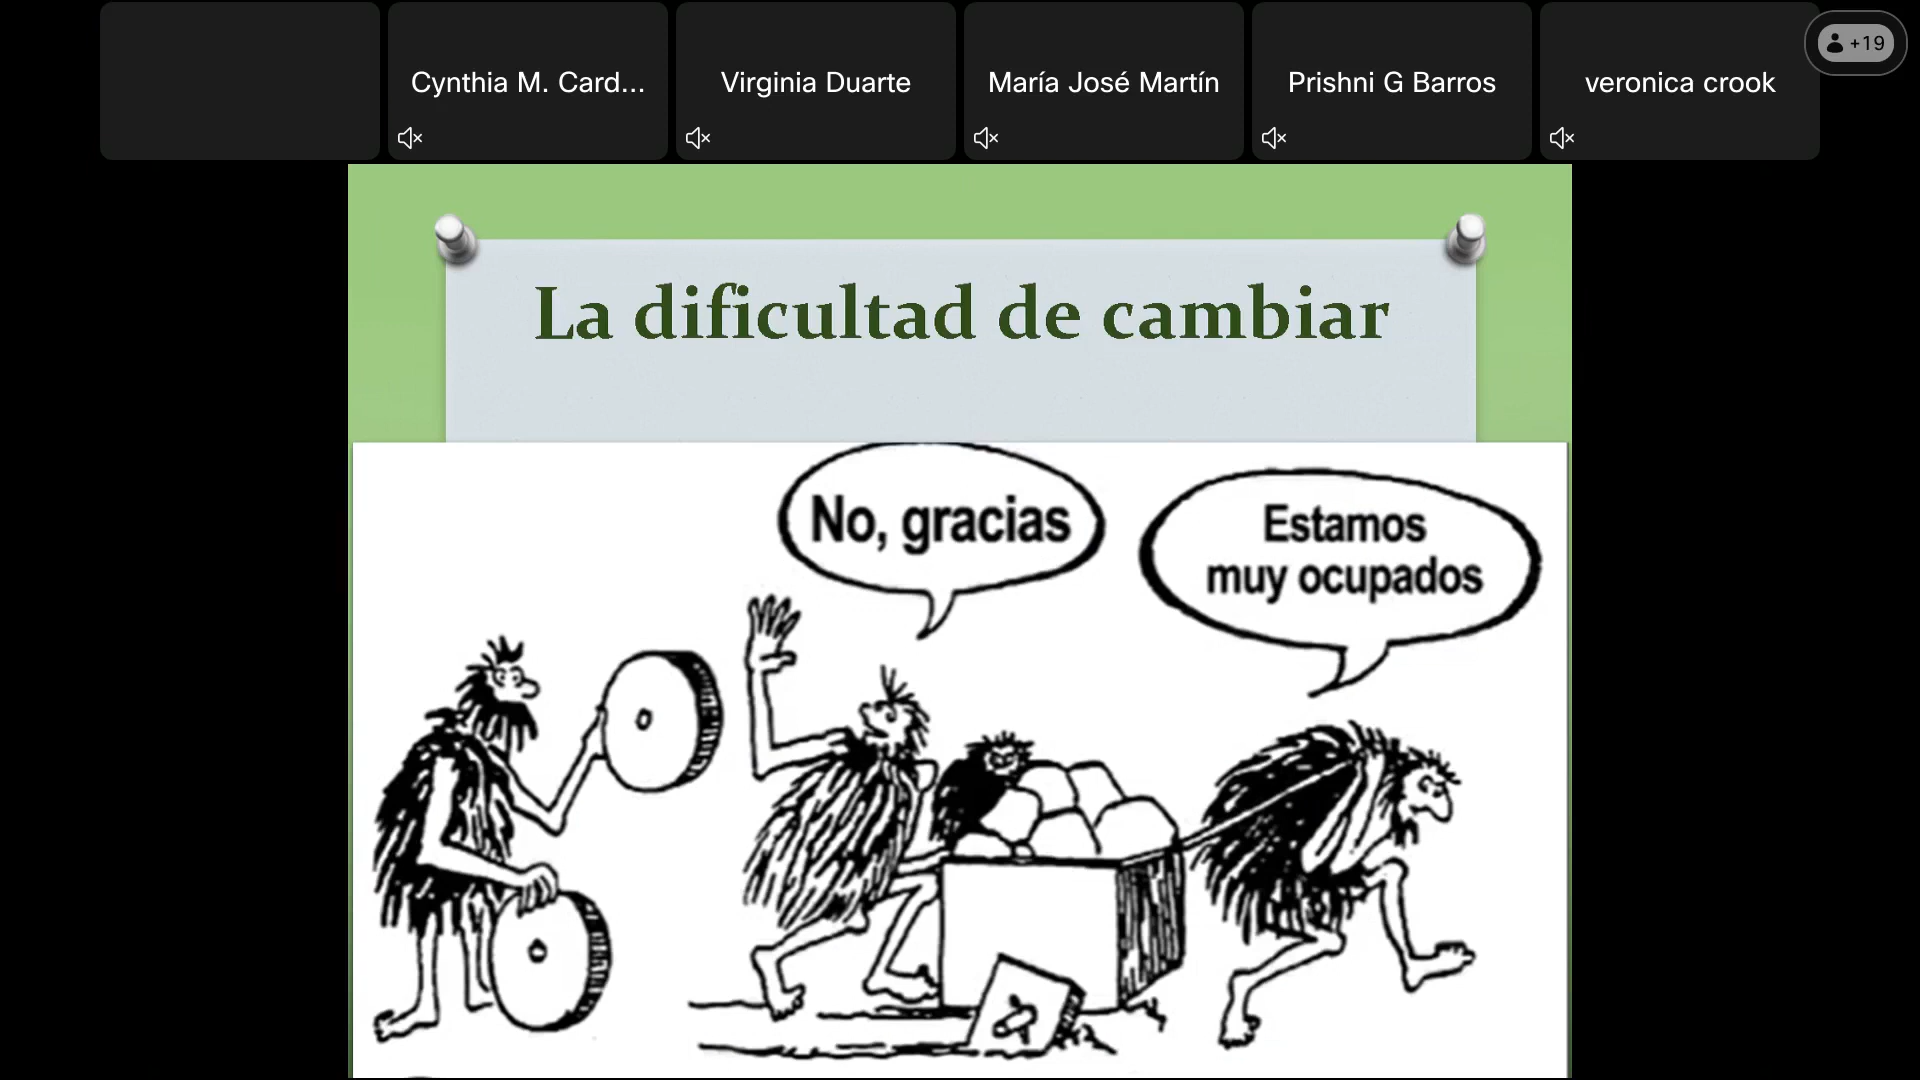 Cynthia M. Card...
Virginia Duarte
María José Martín
Prishni G Barros
veronica crook
+19
La dificultad de cambiar
No, gracias
Estamos
muy ocupados